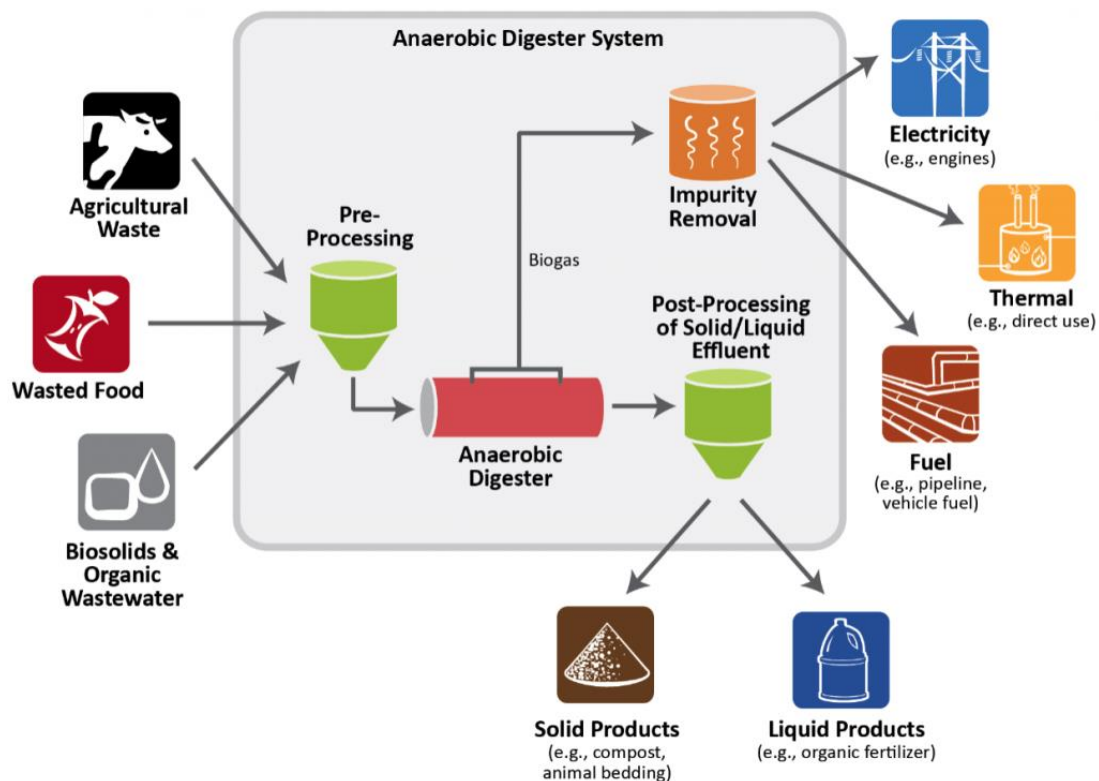 Anaerobic Digester System
Agricultural
Waste
Wasted Food
Biosolids &
Organic
Wastewater
Pre-
Processing
Biogas
Anaerobic
Digester
Impurity
Removal
Post-Processing
of Solid/Liquid
Effluent
Electricity
(e.g., engines)
Thermal
(e.g., direct use)
Fuel
(e.g., pipeline,
vehicle fuel)
Solid Products
(e.g., compost,
animal bedding)
Liquid Products
(e.g., organic fertilizer)